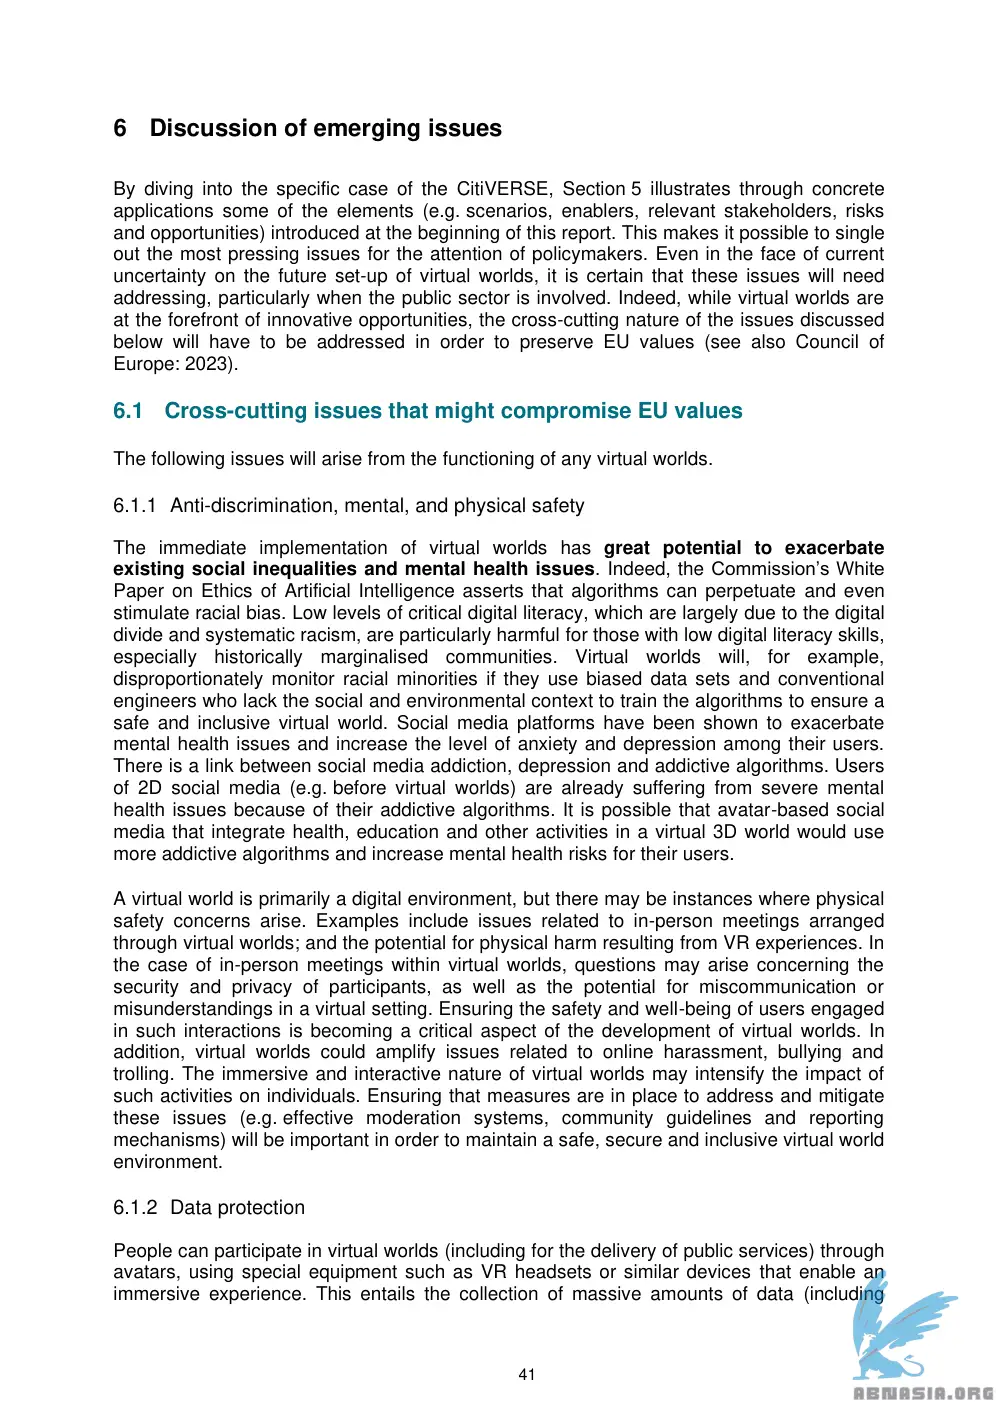 6 Discussion of emerging issues
By diving into the specific case of the CitiVERSE, Section 5 illustrates through concrete
applications some of the elements (e.g. scenarios, enablers, relevant stakeholders, risks
and opportunities) introduced at the beginning of this report. This makes it possible to single
out the most pressing issues for the attention of policymakers. Even in the face of current
uncertainty on the future set-up of virtual worlds, it is certain that these issues will need
addressing, particularly when the public sector is involved. Indeed, while virtual worlds are
at the forefront of innovative opportunities, the cross-cutting nature of the issues discussed
below will have to be addressed in order to preserve EU values (see also Council of
Europe: 2023).
6.1 Cross-cutting issues that might compromise EU values
The following issues will arise from the functioning of any virtual worlds.
6.1.1 Anti-discrimination, mental, and physical safety
The immediate implementation of virtual worlds has great potential to exacerbate
existing social inequalities and mental health issues. Indeed, the Commission's White
Paper on Ethics of Artificial Intelligence asserts that algorithms can perpetuate and even
stimulate racial bias. Low levels of critical digital literacy, which are largely due to the digital
divide and systematic racism, are particularly harmful for those with low digital literacy skills,
especially historically marginalised communities. Virtual worlds will, for example,
disproportionately monitor racial minorities if they use biased data sets and conventional
engineers who lack the social and environmental context to train the algorithms to ensure a
safe and inclusive virtual world. Social media platforms have been shown to exacerbate
mental health issues and increase the level of anxiety and depression among their users.
There is a link between social media addiction, depression and addictive algorithms. Users
of 2D social media (e.g. before virtual worlds) are already suffering from severe mental
health issues because of their addictive algorithms. It is possible that avatar-based social
media that integrate health, education and other activities in a virtual 3D world would use
more addictive algorithms and increase mental health risks for their users.
A virtual world is primarily a digital environment, but there may be instances where physical
safety concerns arise. Examples include issues related to in-person meetings arranged
through virtual worlds; and the potential for physical harm resulting from VR experiences. In
the case of in-person meetings within virtual worlds, questions may arise concerning the
security and privacy of participants, as well as the potential for miscommunication or
misunderstandings in a virtual setting. Ensuring the safety and well-being of users engaged
in such interactions is becoming a critical aspect of the development of virtual worlds. In
addition, virtual worlds could amplify issues related to online harassment, bullying and
trolling. The immersive and interactive nature of virtual worlds may intensify the impact of
such activities on individuals. Ensuring that measures are in place to address and mitigate
these issues (e.g. effective moderation systems, community guidelines and reporting
mechanisms) will be important in order to maintain a safe, secure and inclusive virtual world
environment.
6.1.2 Data protection
People can participate in virtual worlds (including for the delivery of public services) through
avatars, using special equipment such as VR headsets or similar devices that enable an
immersive experience. This entails the collection of massive amounts of data (including
41
ABNASIA.ORG